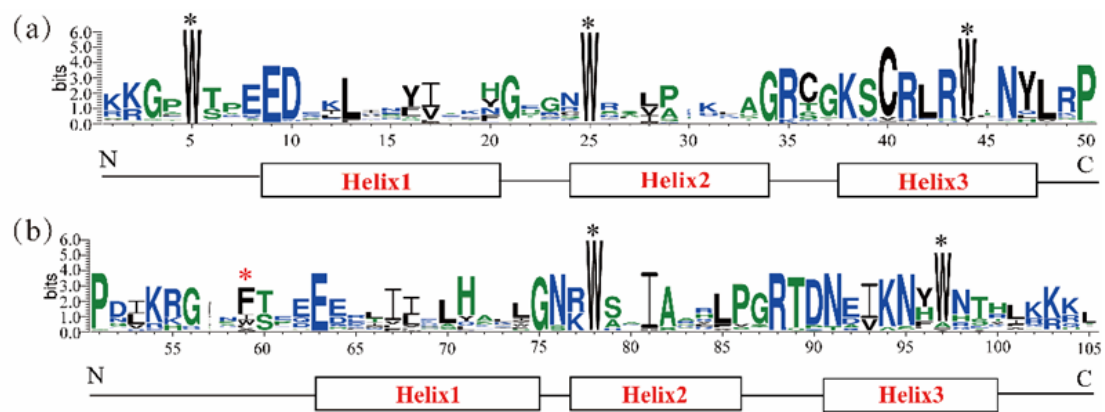 (a)
* * *
6.0
5.0
4.0
3.0
2.0
1.0
0.0
bits
KKGPWTPEEDKLYIHGGNWRLPKAGRCGKSCRLRWNYLRP
5 10 15 20 25 30 35 40 45 50
N C
Helix1 Helix2 Helix3
(b)
* * *
6.0
5.0
4.0
3.0
2.0
1.0
0.0
bits
PDIKRGFTEEEIILHLGNRWSIALPGRTDNEIKNYWNTHLKKKL
55 60 65 70 75 80 85 90 95 100 105
N C
Helix1 Helix2 Helix3